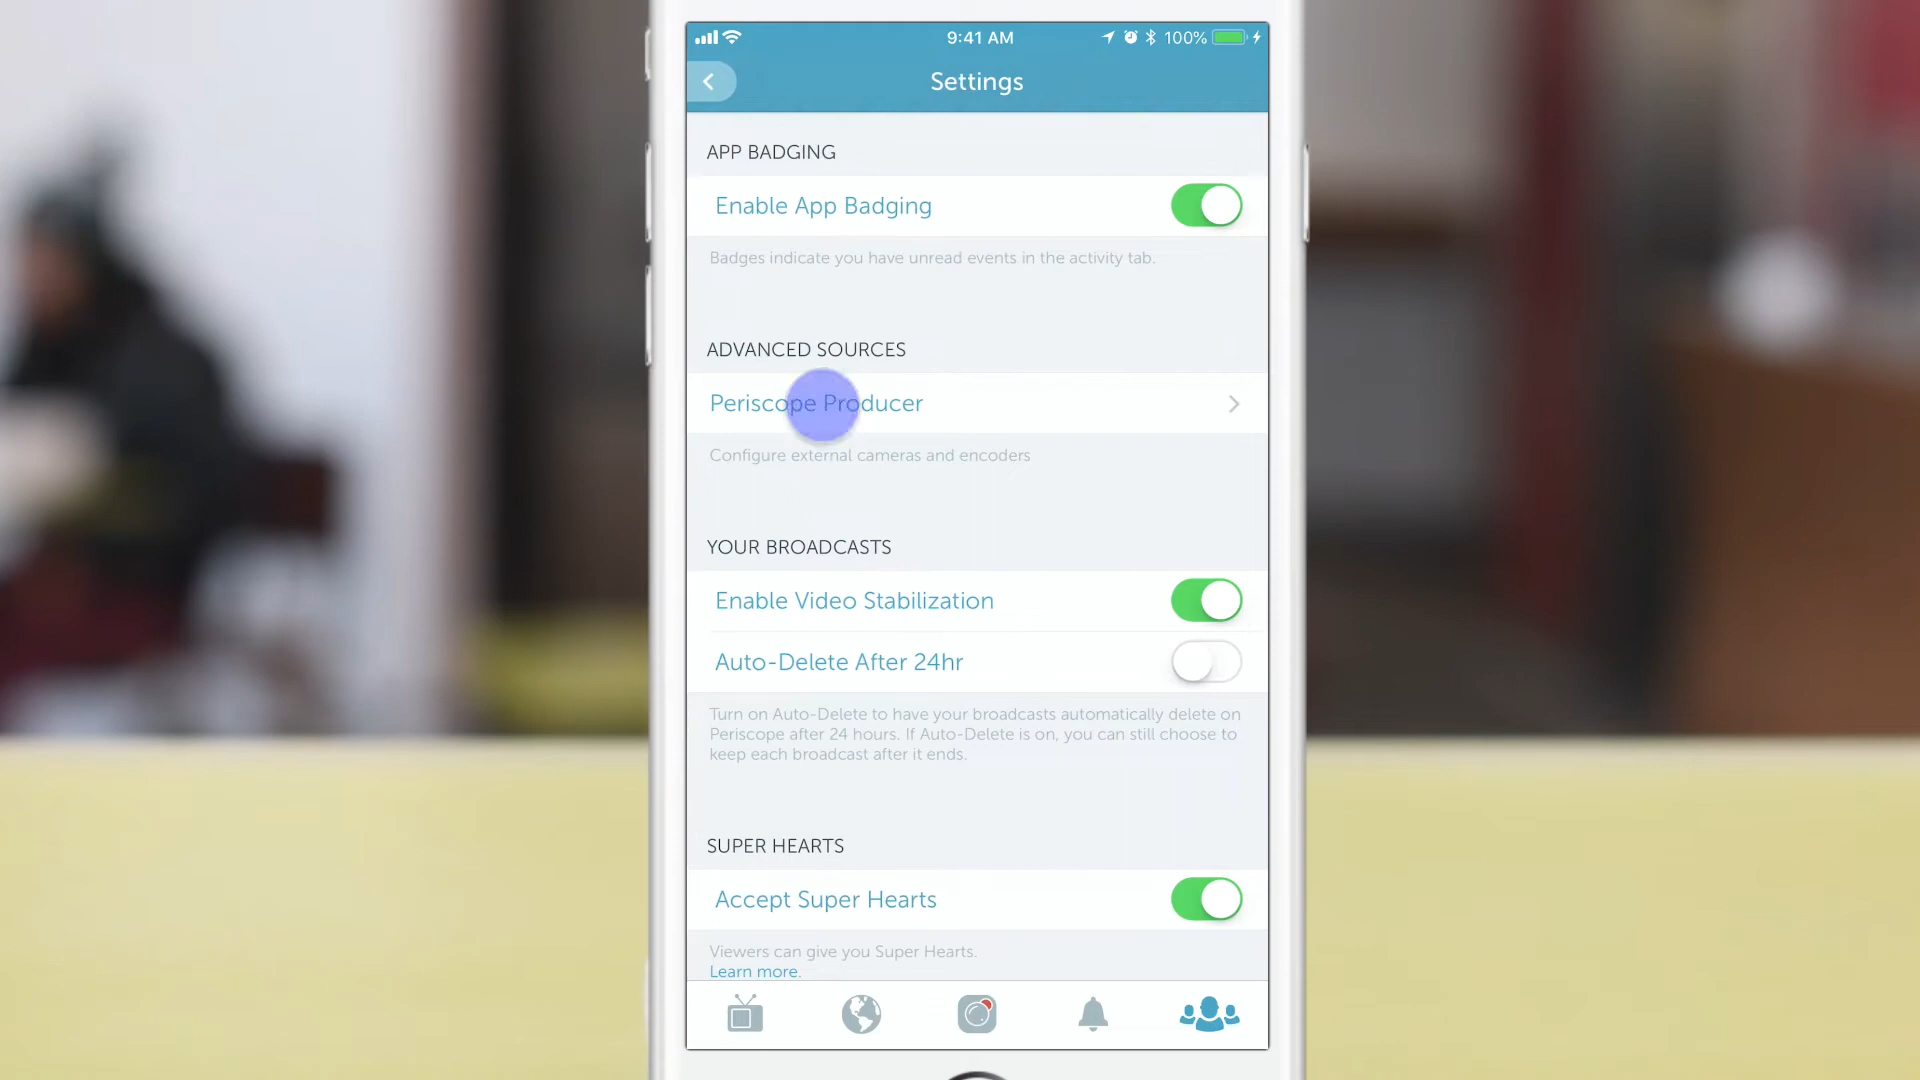 9:41 AM
100%
Settings
APP BADGING
Enable App Badging
Badges indicate you have unread events in the activity tab.
ADVANCED SOURCES
Periscope Producer
Configure external cameras and encoders
YOUR BROADCASTS
Enable Video Stabilization
Auto-Delete After 24hr
Turn on Auto-Delete to have your broadcasts automatically delete on
Periscope after 24 hours. If Auto-Delete is on, you can still choose to
keep each broadcast after it ends.
SUPER HEARTS
Accept Super Hearts
Viewers can give you Super Hearts.
Learn more.